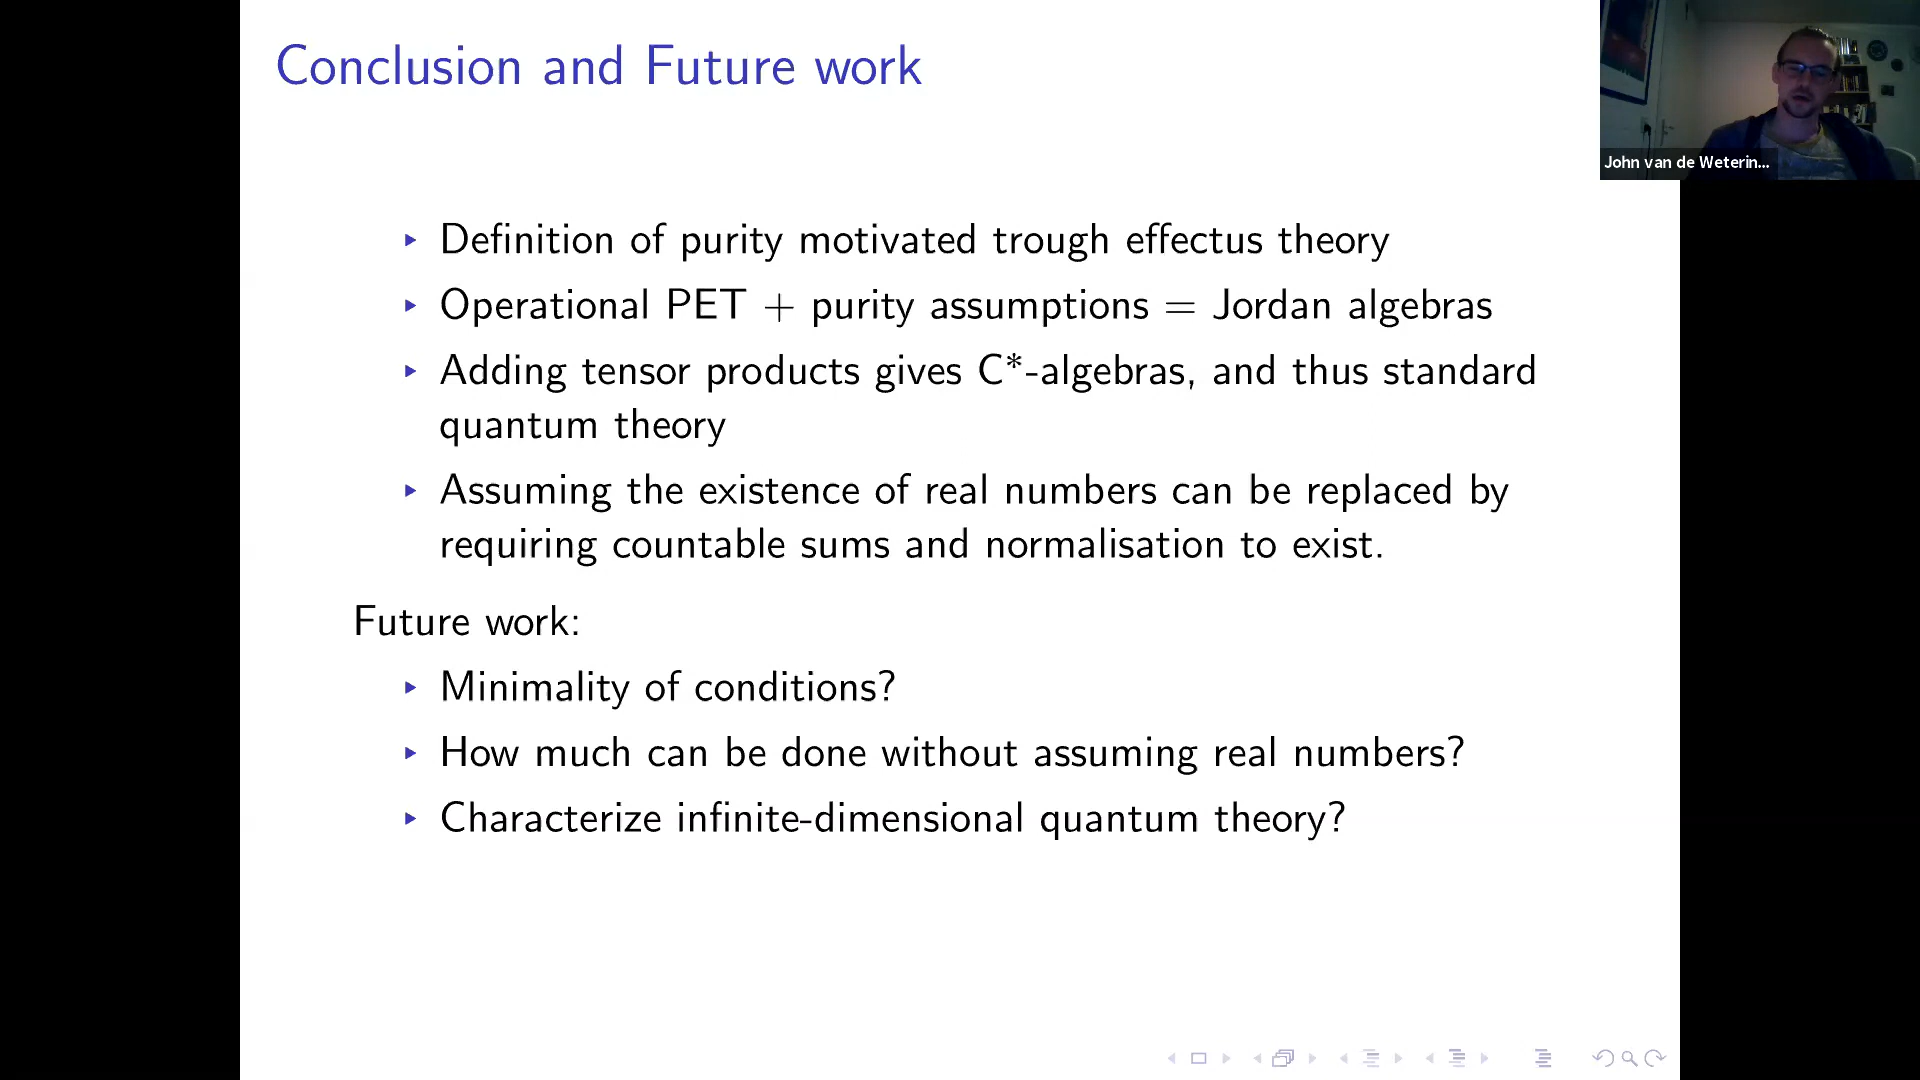 Conclusion and Future work
John van de Weterin...
▸ Definition of purity motivated trough effectus theory
▸ Operational PET + purity assumptions = Jordan algebras
▸ Adding tensor products gives C*-algebras, and thus standard
quantum theory
▸ Assuming the existence of real numbers can be replaced by
requiring countable sums and normalisation to exist.
Future work:
▸ Minimality of conditions?
▸ How much can be done without assuming real numbers?
▸ Characterize infinite-dimensional quantum theory?